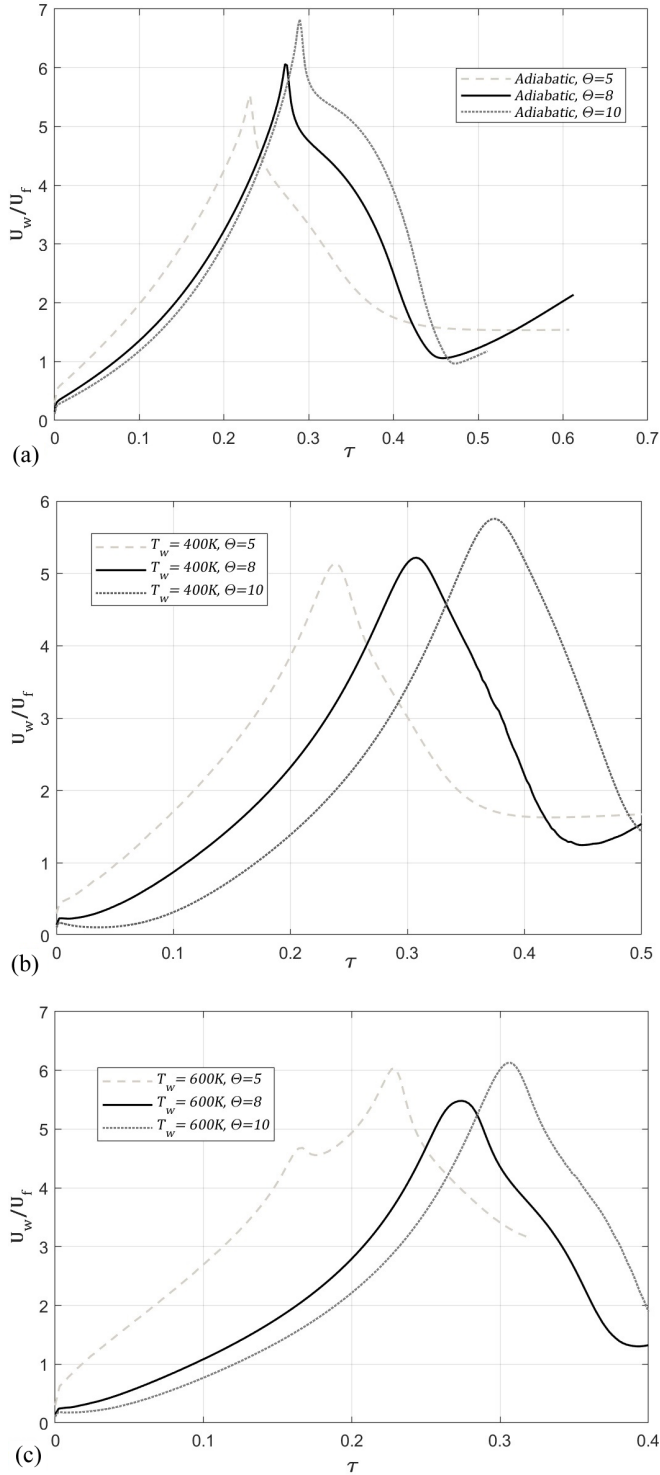 7
6
5
4
3
2
1
0
U_w/U_f
Adiabatic, Θ=5
Adiabatic, Θ=8
Adiabatic, Θ=10
0 0.1 0.2 0.3 0.4 0.5 0.6 0.7
τ
(a)
6
5
4
3
2
1
0
U_w/U_f
T_w= 400K, Θ=5
T_w= 400K, Θ=8
T_w= 400K, Θ=10
0 0.1 0.2 0.3 0.4 0.5
τ
(b)
7
6
5
4
3
2
1
0
U_w/U_f
T_w= 600K, Θ=5
T_w= 600K, Θ=8
T_w= 600K, Θ=10
0 0.1 0.2 0.3 0.4
τ
(c)